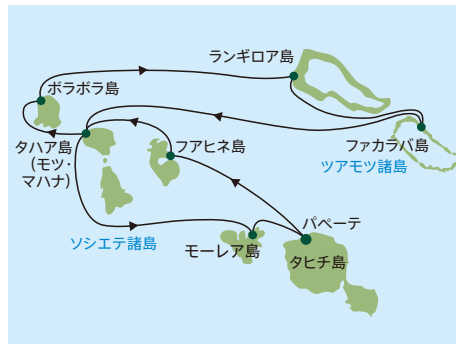 ランギロア島
ボラボラ島
タハア島
(モツ・
マハナ)
フアヒネ島
ファカラバ島
ツアモツ諸島
パペーテ
ソシエテ諸島
モーレア島
タヒチ島